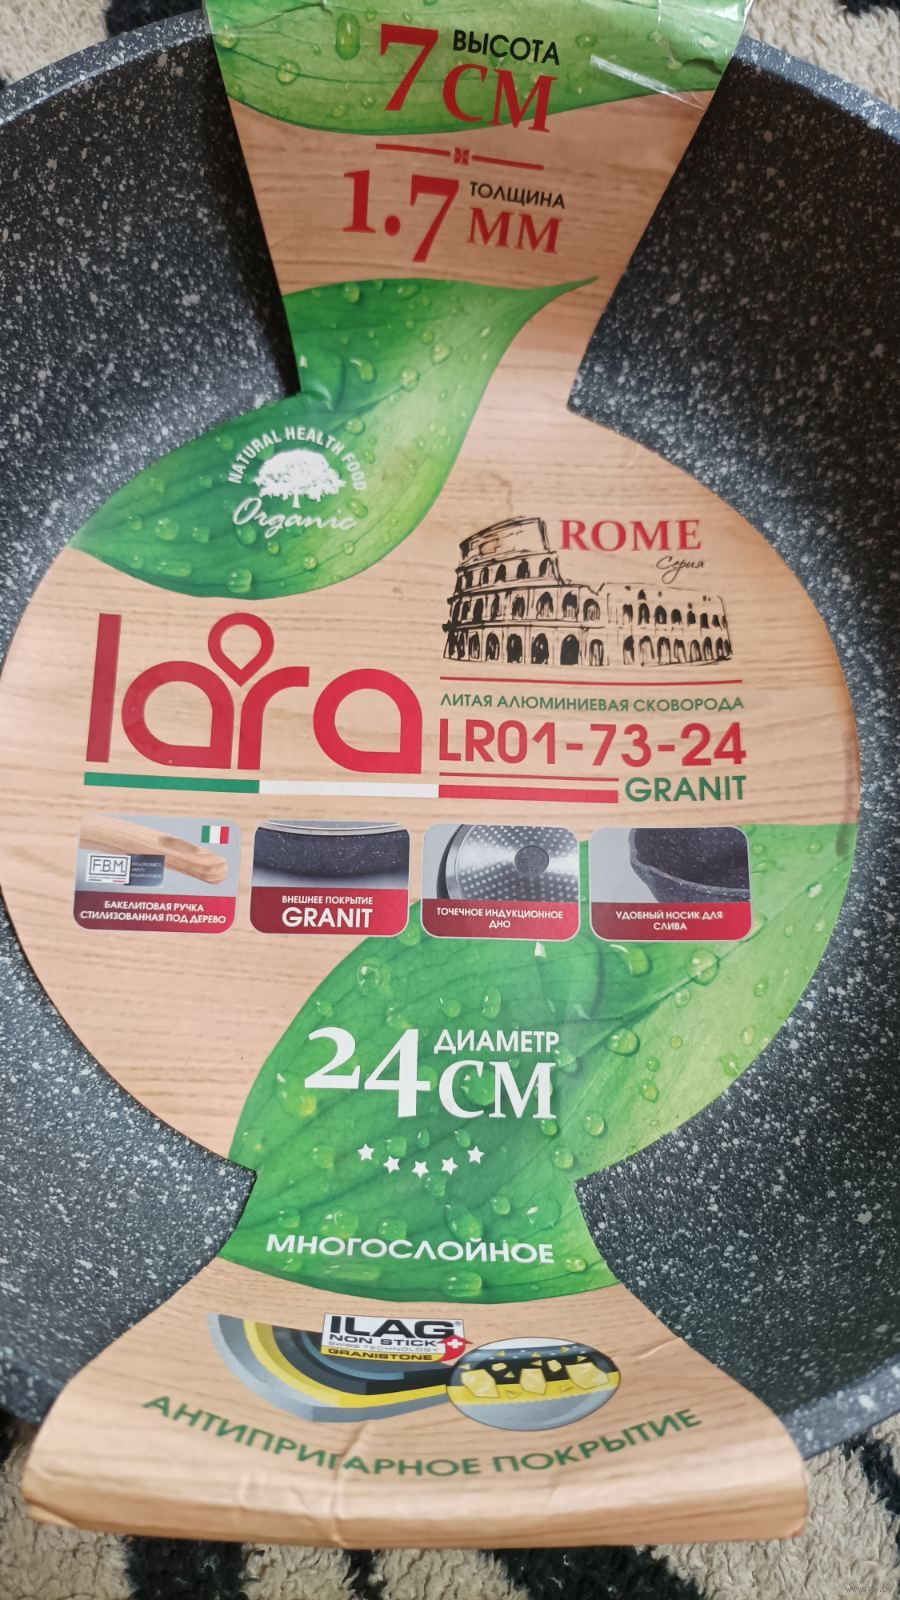 ВЫСОТА
7 СМ
ТОЛЩИНА
1.7 ММ
NATURAL HEALTH FOOD
Organic
ROME
Серия
lara
ЛИТАЯ АЛЮМИНИЕВАЯ СКОВОРОДА
LR01-73-24
GRANIT
F.B.M.
БАКЕЛИТОВАЯ РУЧКА
СТИЛИЗОВАННАЯ ПОД ДЕРЕВО
ВНЕШНЕЕ ПОКРЫТИЕ
GRANIT
ТОЧЕЧНОЕ ИНДУКЦИОННОЕ
ДНО
УДОБНЫЙ НОСИК ДЛЯ
СЛИВА
ДИАМЕТР
24 СМ
МНОГОСЛОЙНОЕ
ILAG
NON STICK
SWISS TECHNOLOGY
GRANISTONE
АНТИПРИГАРНОЕ ПОКРЫТИЕ